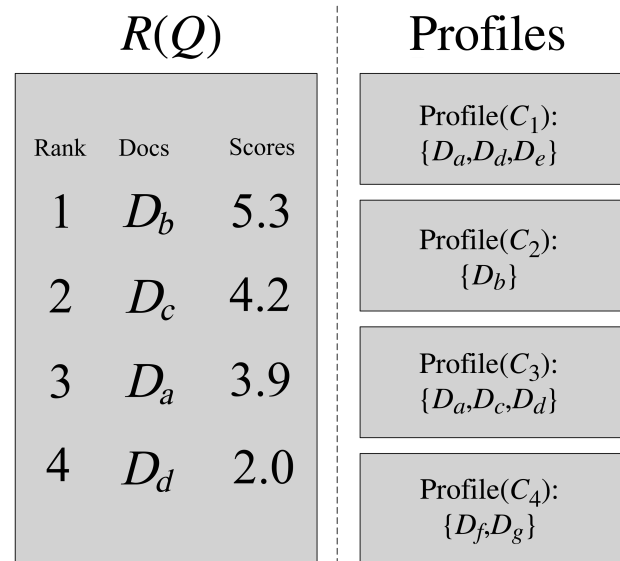 R(Q)
Rank Docs Scores
1 D_b 5.3
2 D_c 4.2
3 D_a 3.9
4 D_d 2.0
Profiles
Profile(C_1):
{D_a,D_d,D_e}
Profile(C_2):
{D_b}
Profile(C_3):
{D_a,D_c,D_d}
Profile(C_4):
{D_f,D_g}